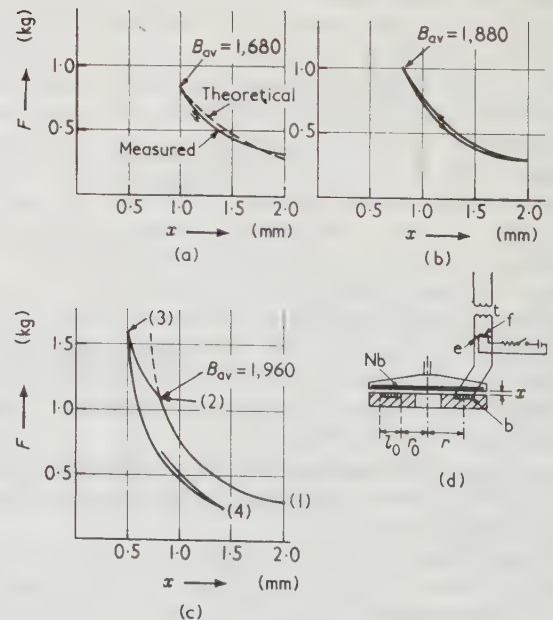 (kg)
1·0
0·5
F
B_av = 1,680
Theoretical
Measured
0·5
1·0
1·5
2·0
x
(mm)
(a)
1·0
0·5
B_av = 1,880
0·5
1·0
1·5
2·0
x
(mm)
(b)
(kg)
1·5
1·0
0·5
F
(3)
B_av = 1,960
(2)
(1)
(4)
0·5
1·0
1·5
2·0
x
(mm)
(c)
t
f
e
Nb
x
b
l₀
r₀
r
(d)